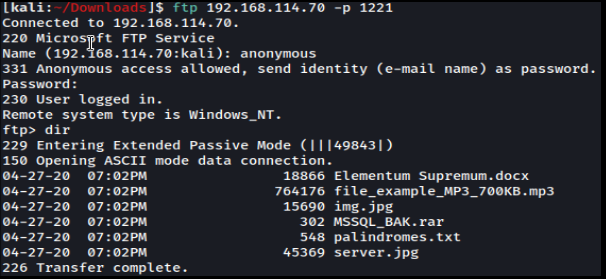 [kali:~/Downloads]$ ftp 192.168.114.70 -p 1221
Connected to 192.168.114.70.
220 Microsoft FTP Service
Name (192.168.114.70:kali): anonymous
331 Anonymous access allowed, send identity (e-mail name) as password.
Password:
230 User logged in.
Remote system type is Windows_NT.
ftp> dir
229 Entering Extended Passive Mode (|||49843|)
150 Opening ASCII mode data connection.
04-27-20  07:02PM                18866 Elementum Supremum.docx
04-27-20  07:02PM               764176 file_example_MP3_700KB.mp3
04-27-20  07:02PM                15690 img.jpg
04-27-20  07:02PM                  302 MSSQL_BAK.rar
04-27-20  07:02PM                  548 palindromes.txt
04-27-20  07:02PM                45369 server.jpg
226 Transfer complete.